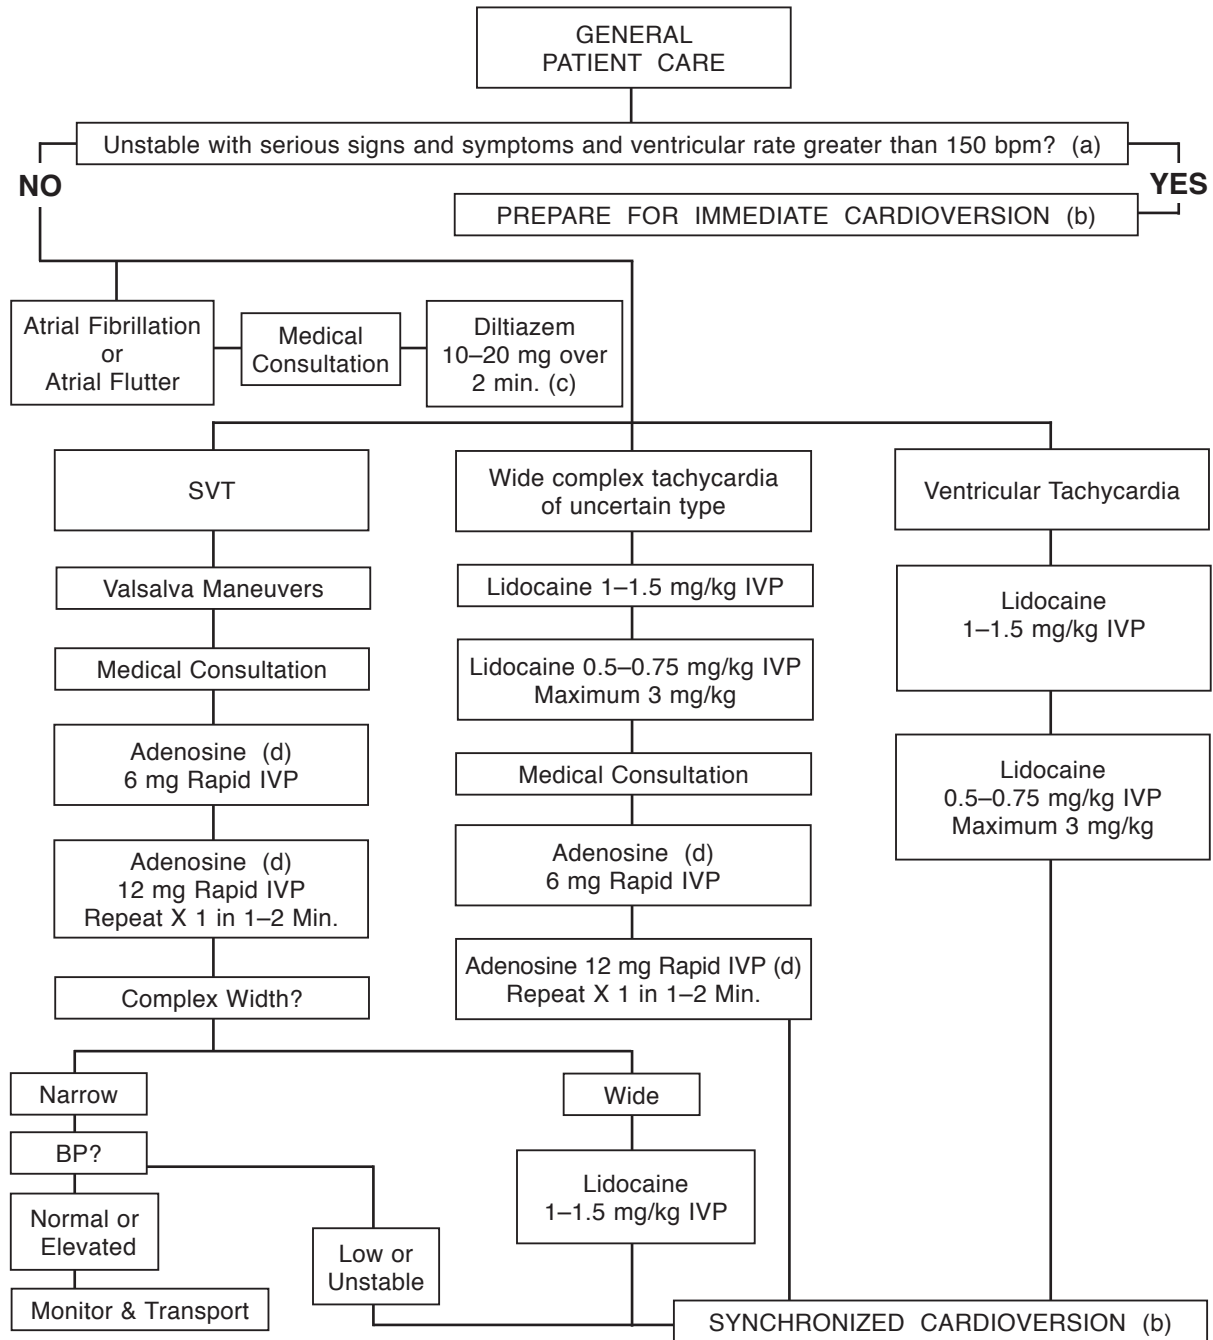 GENERAL
PATIENT CARE
Unstable with serious signs and symptoms and ventricular rate greater than 150 bpm? (a)
NO
YES
PREPARE FOR IMMEDIATE CARDIOVERSION (b)
Atrial Fibrillation
or
Atrial Flutter
Medical
Consultation
Diltiazem
10–20 mg over
2 min. (c)
SVT
Valsalva Maneuvers
Medical Consultation
Adenosine (d)
6 mg Rapid IVP
Adenosine (d)
12 mg Rapid IVP
Repeat X 1 in 1–2 Min.
Complex Width?
Wide complex tachycardia
of uncertain type
Lidocaine 1–1.5 mg/kg IVP
Lidocaine 0.5–0.75 mg/kg IVP
Maximum 3 mg/kg
Medical Consultation
Adenosine (d)
6 mg Rapid IVP
Adenosine 12 mg Rapid IVP (d)
Repeat X 1 in 1–2 Min.
Ventricular Tachycardia
Lidocaine
1–1.5 mg/kg IVP
Lidocaine
0.5–0.75 mg/kg IVP
Maximum 3 mg/kg
Narrow
BP?
Normal or
Elevated
Monitor & Transport
Low or
Unstable
Wide
Lidocaine
1–1.5 mg/kg IVP
SYNCHRONIZED CARDIOVERSION (b)